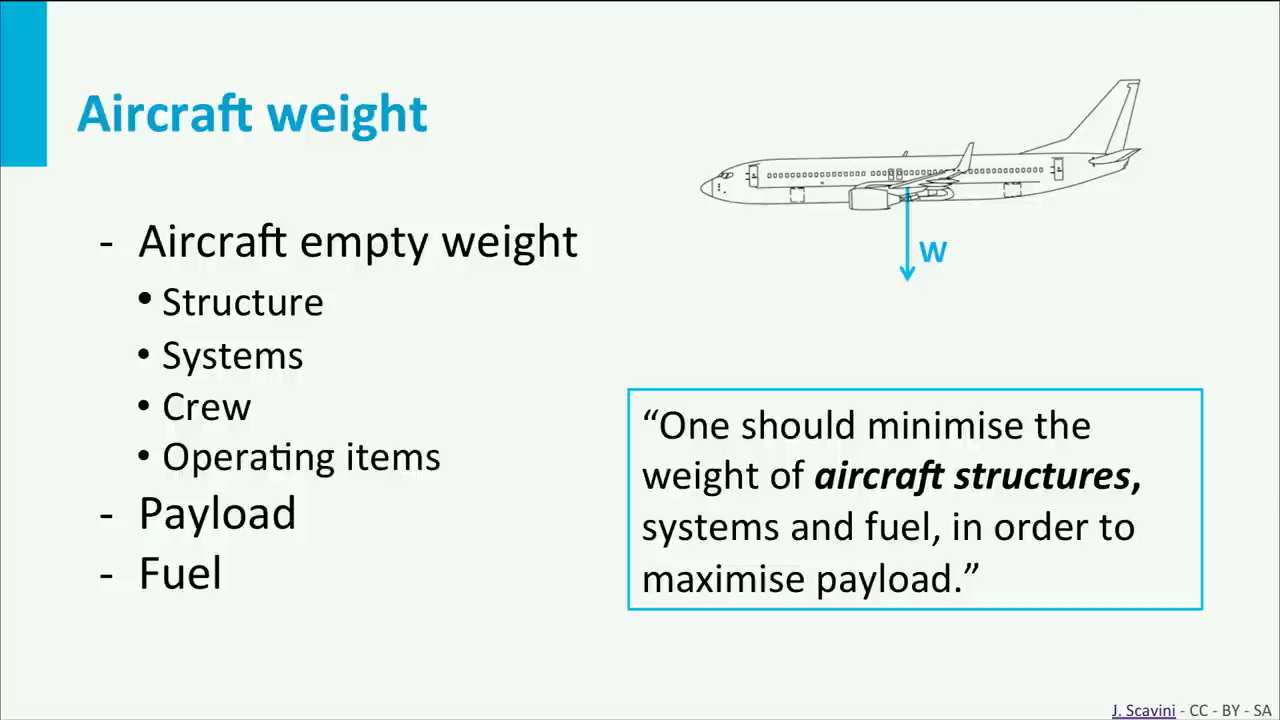 Aircraft weight
W
- Aircraft empty weight
• Structure
• Systems
• Crew
• Operating items
- Payload
- Fuel
“One should minimise the
weight of aircraft structures,
systems and fuel, in order to
maximise payload.”
J. Scavini - CC - BY - SA